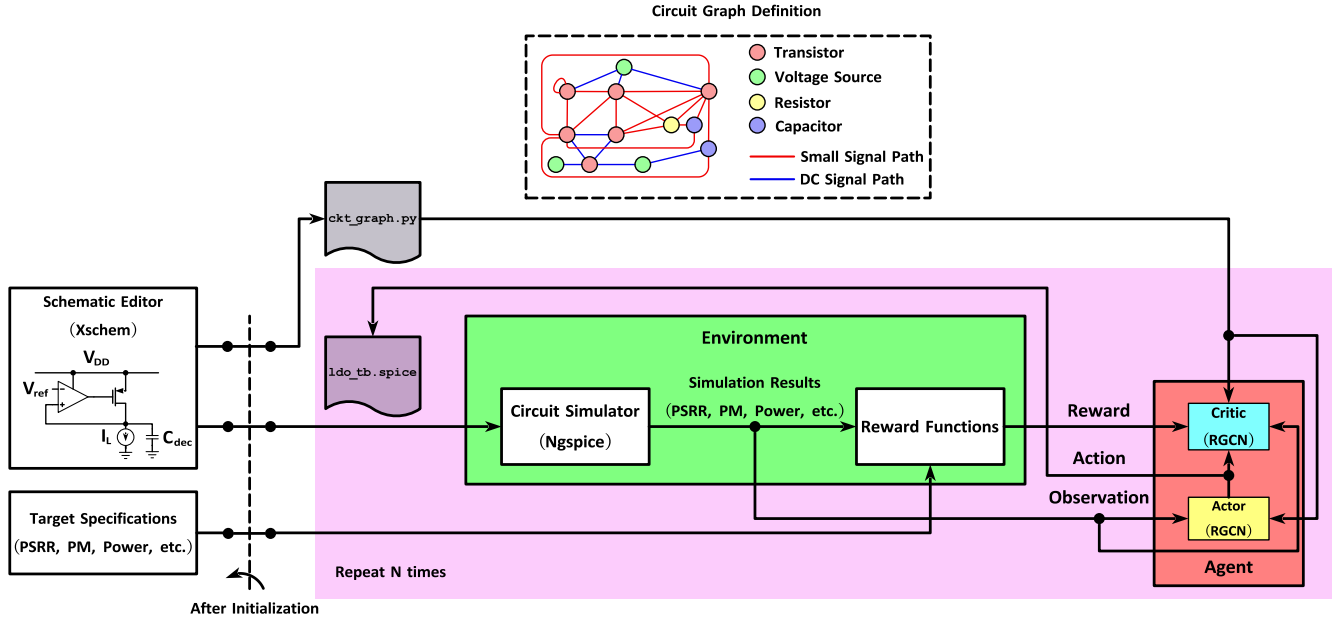 Circuit Graph Definition
Transistor
Voltage Source
Resistor
Capacitor
Small Signal Path
DC Signal Path
ckt_graph.py
Schematic Editor
(Xschem)
VDD
Vref
IL
Cdec
ldo_tb.spice
Environment
Circuit Simulator
(Ngspice)
Simulation Results
(PSRR, PM, Power, etc.)
Reward Functions
Reward
Action
Observation
Critic
(RGCN)
Actor
(RGCN)
Agent
Target Specifications
(PSRR, PM, Power, etc.)
Repeat N times
After Initialization